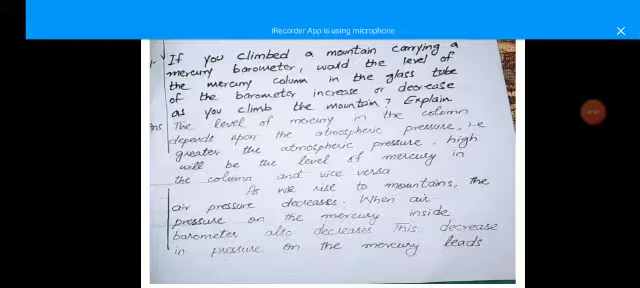 iRecorder App is using microphone
1- If you climbed a mountain carrying a
mercury barometer, would the level of
the mercury column in the glass tube
of the barometer increase or decrease
as you climb the mountain? Explain
Ans The level of mercury in the column
depends upon the atmospheric pressure, i.e
greater the atmospheric pressure, high
will be the level of mercury in
the column and vice versa
As we rise to mountains, the
air pressure decreases. When air
pressure on the mercury inside
barometer also decreases This decrease
in pressure on the mercury leads